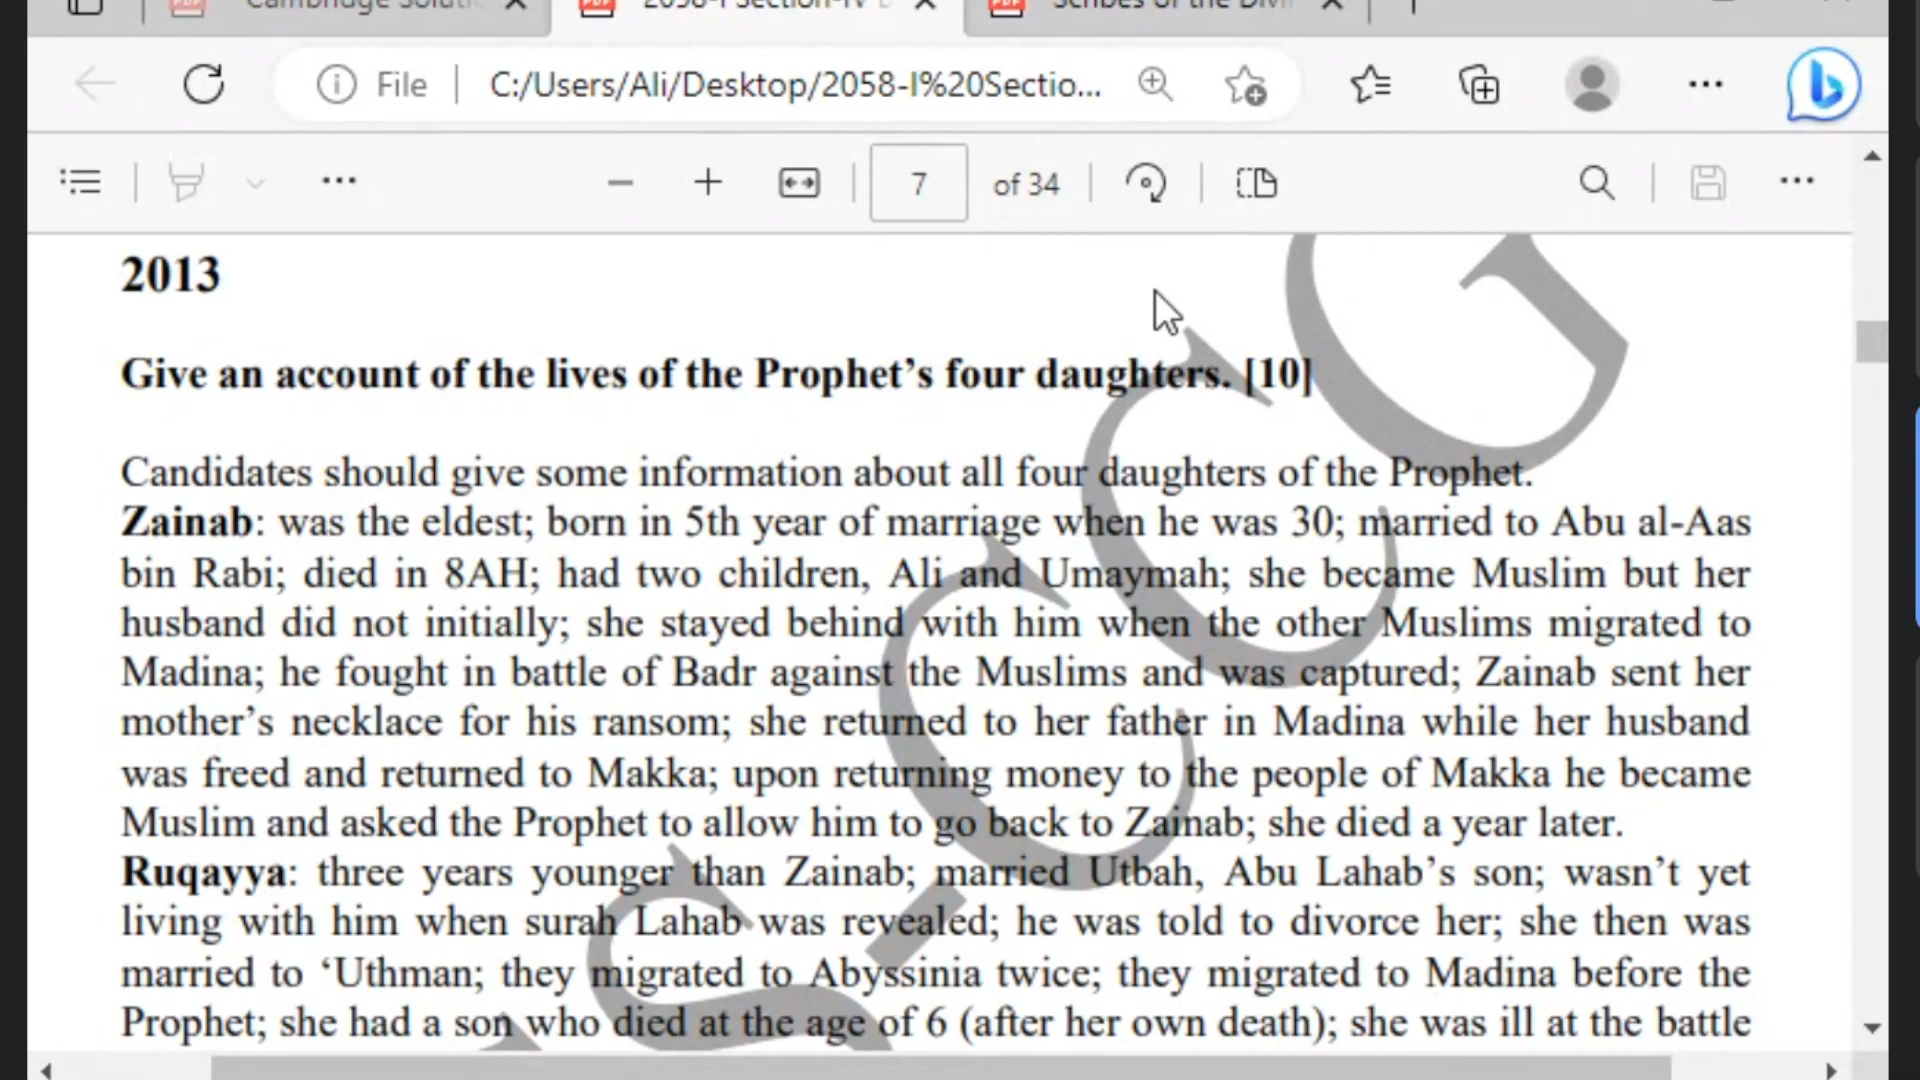 Cambridge Solut
2058-I Section-IV
Scribes of the Divi
File
C:/Users/Ali/Desktop/2058-I%20Sectio...
7 of 34
2013
Give an account of the lives of the Prophet’s four daughters. [10]
Candidates should give some information about all four daughters of the Prophet.
Zainab: was the eldest; born in 5th year of marriage when he was 30; married to Abu al-Aas
bin Rabi; died in 8AH; had two children, Ali and Umaymah; she became Muslim but her
husband did not initially; she stayed behind with him when the other Muslims migrated to
Madina; he fought in battle of Badr against the Muslims and was captured; Zainab sent her
mother’s necklace for his ransom; she returned to her father in Madina while her husband
was freed and returned to Makka; upon returning money to the people of Makka he became
Muslim and asked the Prophet to allow him to go back to Zainab; she died a year later.
Ruqayya: three years younger than Zainab; married Utbah, Abu Lahab’s son; wasn’t yet
living with him when surah Lahab was revealed; he was told to divorce her; she then was
married to ‘Uthman; they migrated to Abyssinia twice; they migrated to Madina before the
Prophet; she had a son who died at the age of 6 (after her own death); she was ill at the battle
S-CCG